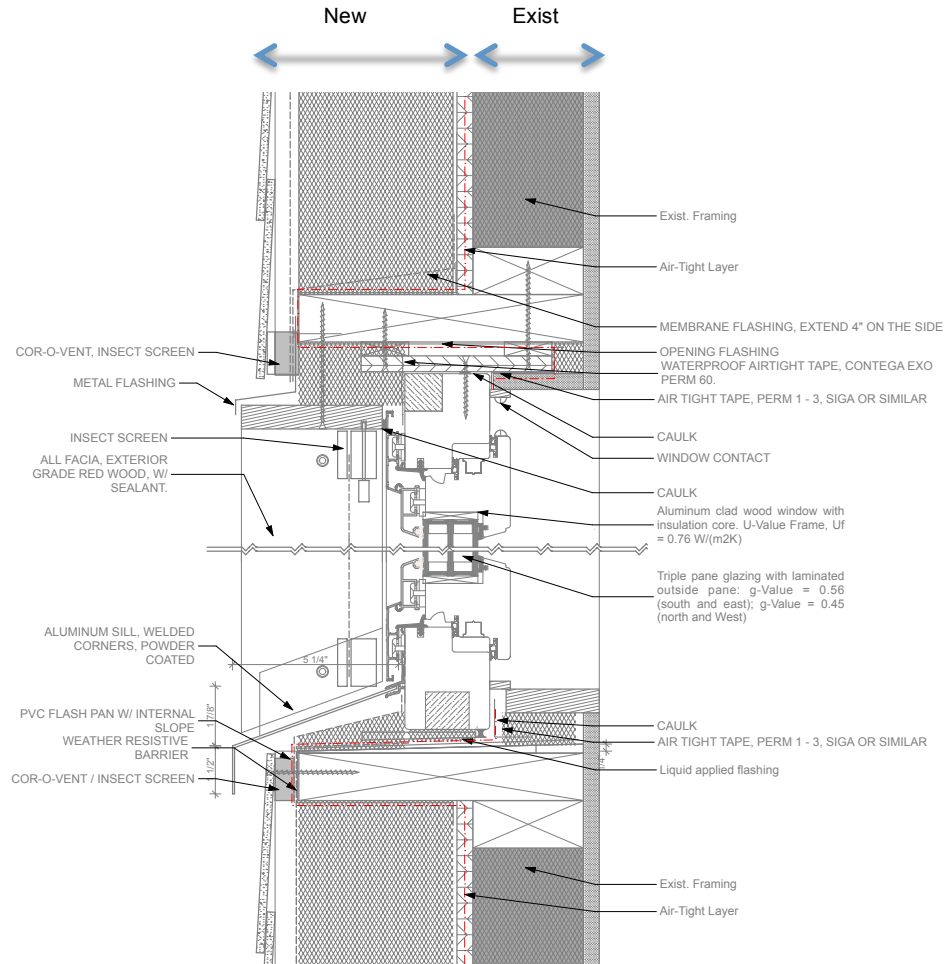 New
Exist
Exist. Framing
Air-Tight Layer
MEMBRANE FLASHING, EXTEND 4" ON THE SIDE
COR-O-VENT, INSECT SCREEN
OPENING FLASHING
WATERPROOF AIRTIGHT TAPE, CONTEGA EXO
PERM 60.
METAL FLASHING
AIR TIGHT TAPE, PERM 1 - 3, SIGA OR SIMILAR
INSECT SCREEN
CAULK
ALL FACIA, EXTERIOR
GRADE RED WOOD, W/
SEALANT.
WINDOW CONTACT
CAULK
Aluminum clad wood window with
insulation core. U-Value Frame, Uf
= 0.76 W/(m2K)
Triple pane glazing with laminated
outside pane: g-Value = 0.56
(south and east); g-Value = 0.45
(north and West)
ALUMINUM SILL, WELDED
CORNERS, POWDER
COATED
5 1/4"
1 7/8"
PVC FLASH PAN W/ INTERNAL
SLOPE
WEATHER RESISTIVE
BARRIER
CAULK
AIR TIGHT TAPE, PERM 1 - 3, SIGA OR SIMILAR
1/2"
Liquid applied flashing
COR-O-VENT / INSECT SCREEN
Exist. Framing
Air-Tight Layer